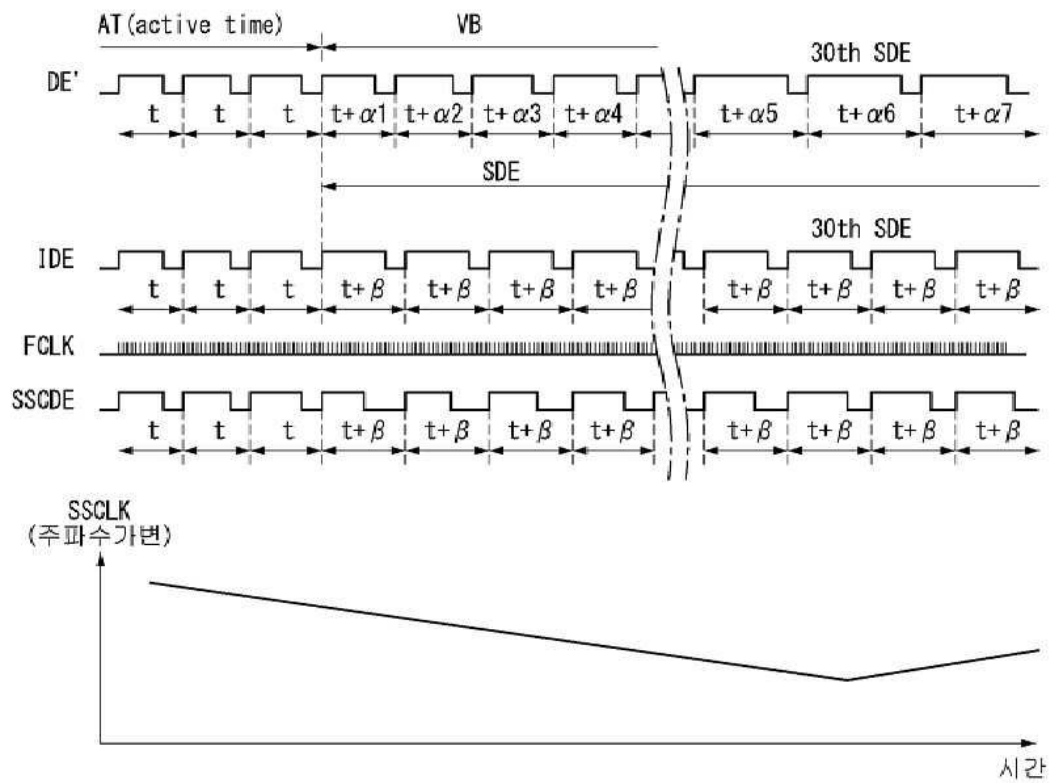 AT(active time) VB
30th SDE
DE'
t t t t+α1 t+α2 t+α3 t+α4 t+α5 t+α6 t+α7
SDE
30th SDE
IDE
t t t t+β t+β t+β t+β t+β t+β t+β t+β
FCLK
SSCDE
t t t t+β t+β t+β t+β t+β t+β t+β t+β
SSCLK
(주파수가변)
시간